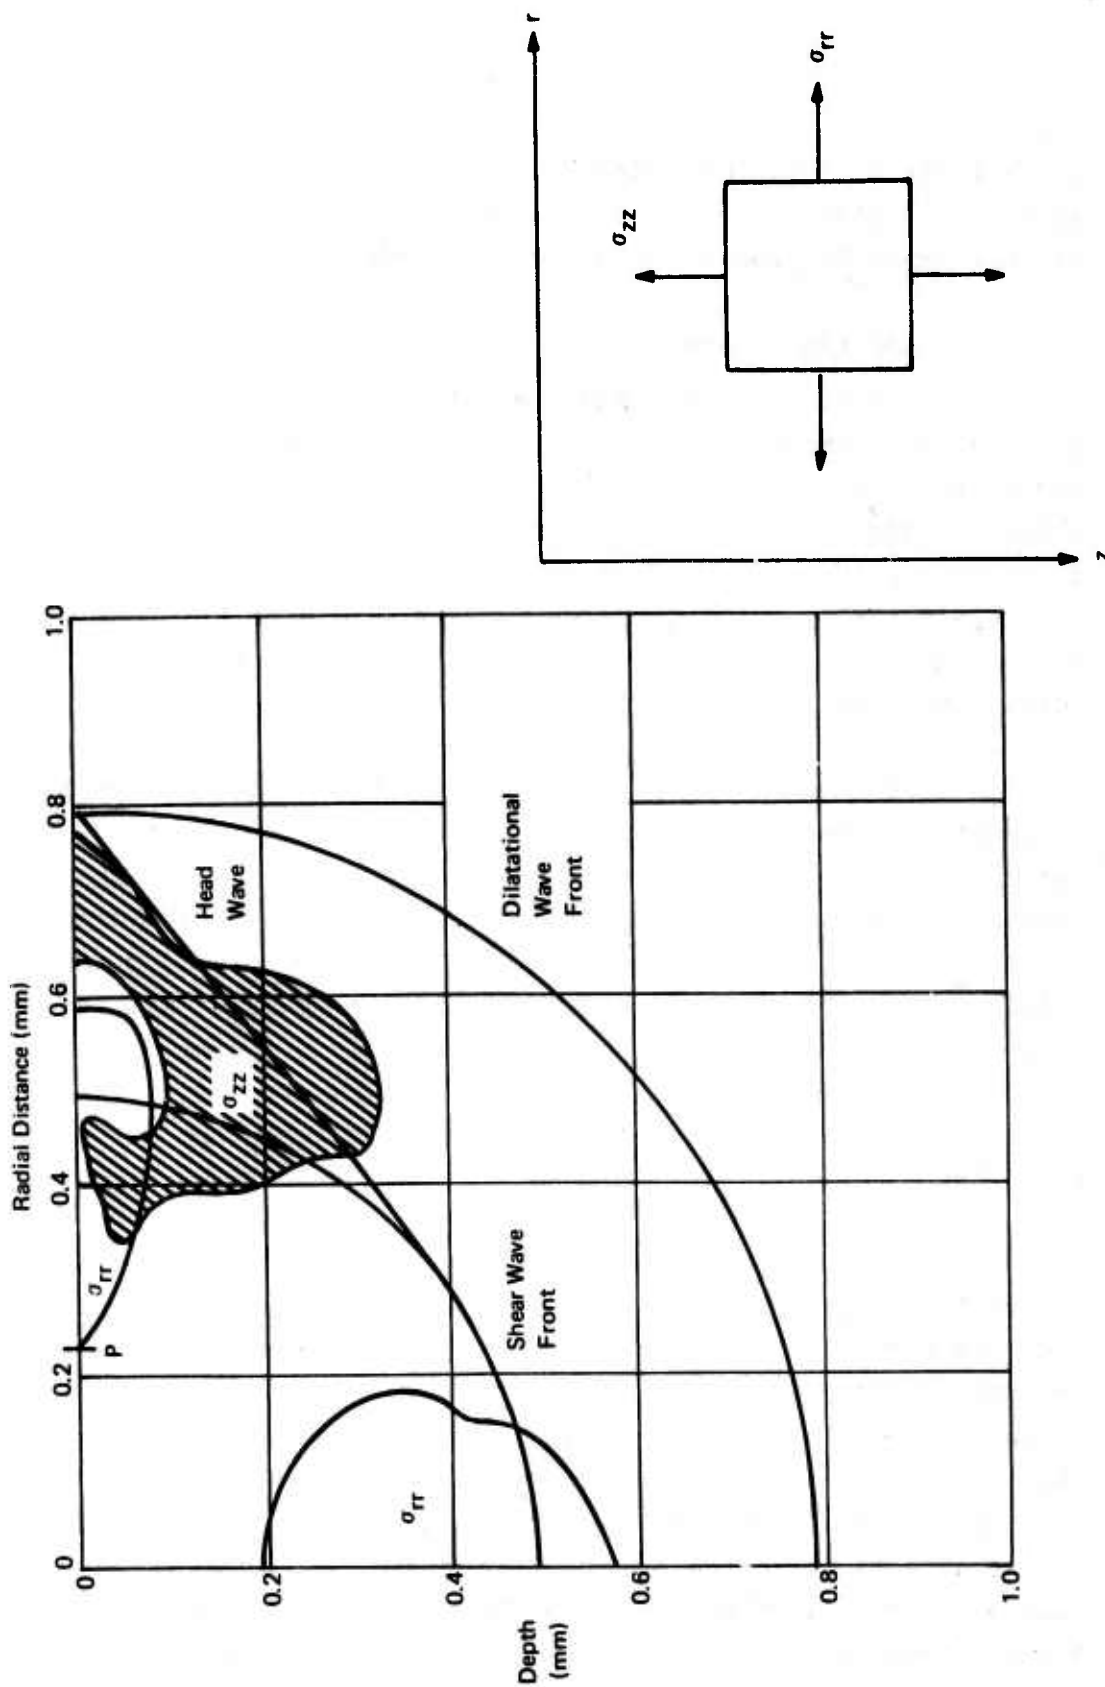 Radial Distance (mm)
0
0.2
0.4
0.6
0.8
1.0
0
0.2
0.4
0.6
0.8
1.0
Depth
(mm)
P
σrr
σzz
σrr
Head
Wave
Shear Wave
Front
Dilatational
Wave
Front
r
σzz
σrr
z